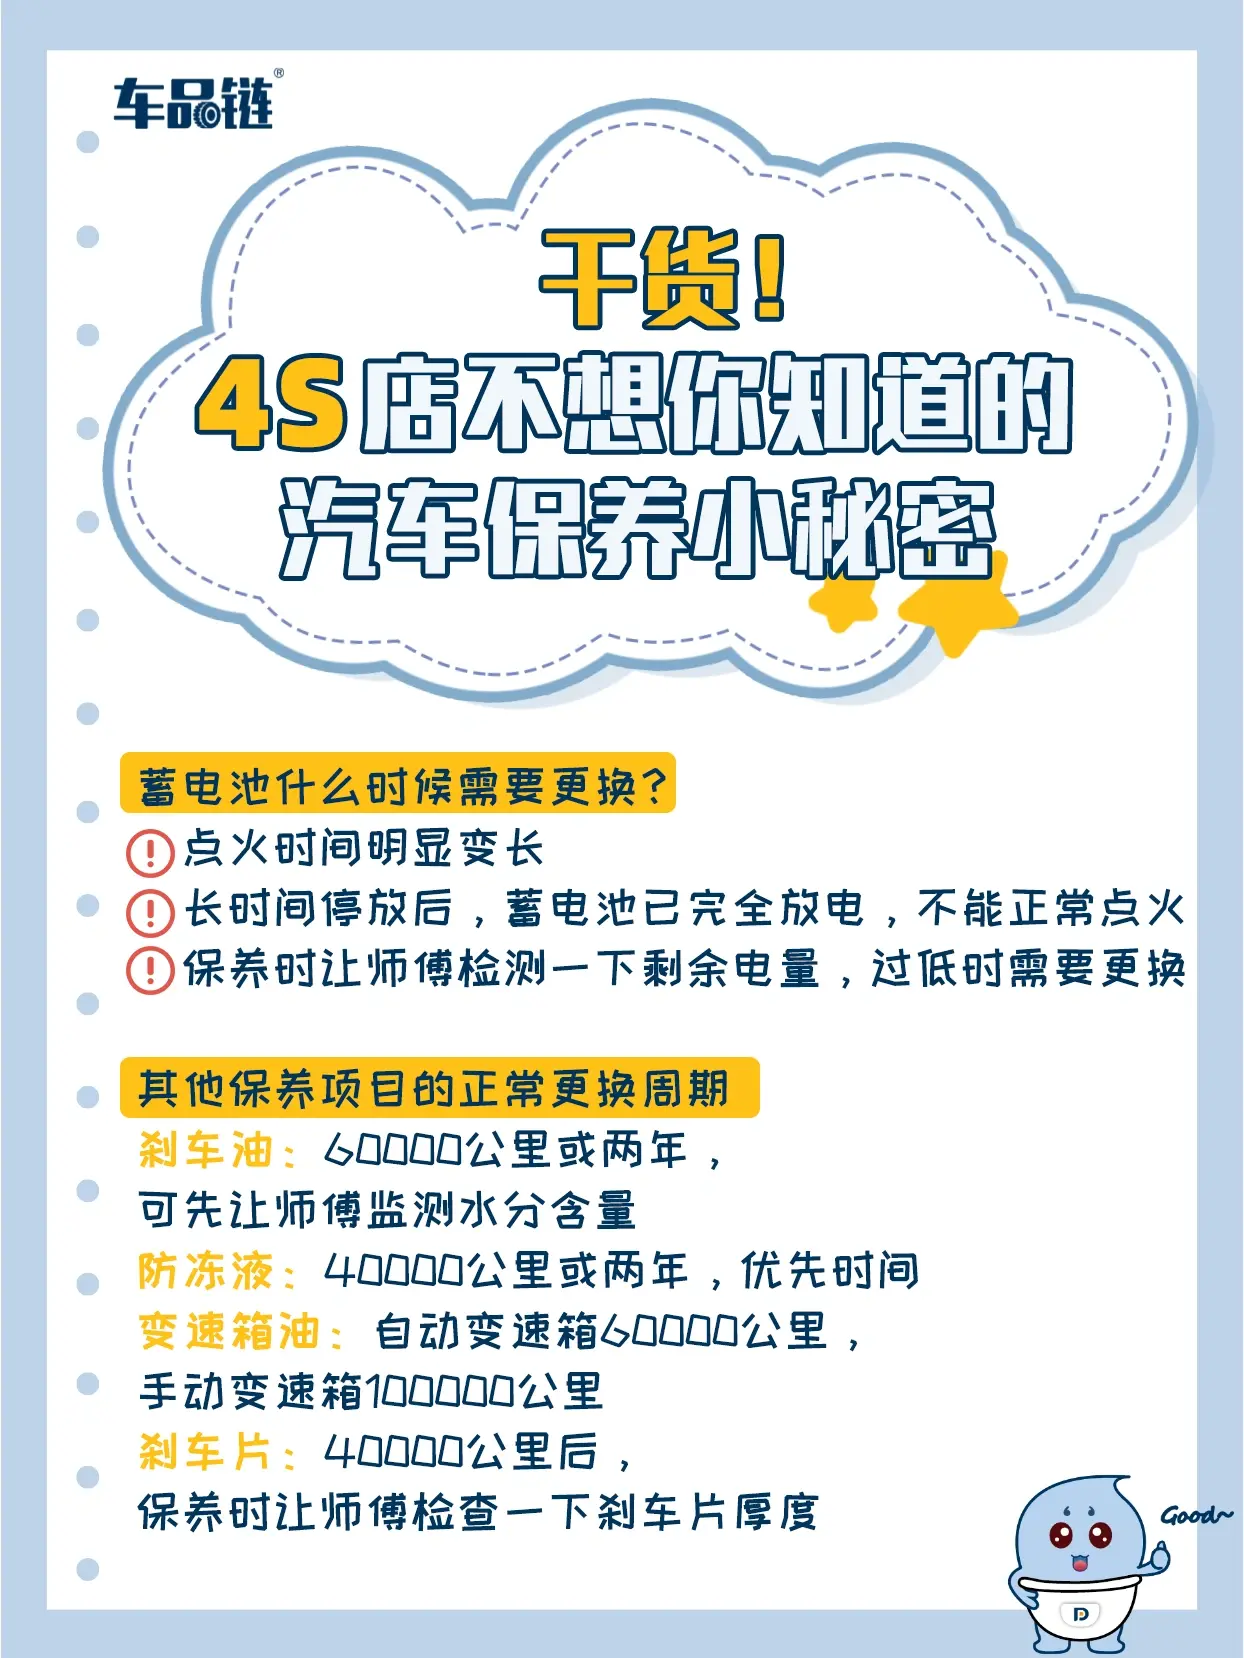 车品链®
干货！
4S店不想你知道的
汽车保养小秘密
蓄电池什么时候需要更换？
点火时间明显变长
长时间停放后，蓄电池已完全放电，不能正常点火
保养时让师傅检测一下剩余电量，过低时需要更换
其他保养项目的正常更换周期
刹车油：60000公里或两年，
可先让师傅监测水分含量
防冻液：40000公里或两年，优先时间
变速箱油：自动变速箱60000公里，
手动变速箱100000公里
刹车片：40000公里后，
保养时让师傅检查一下刹车片厚度
Good~